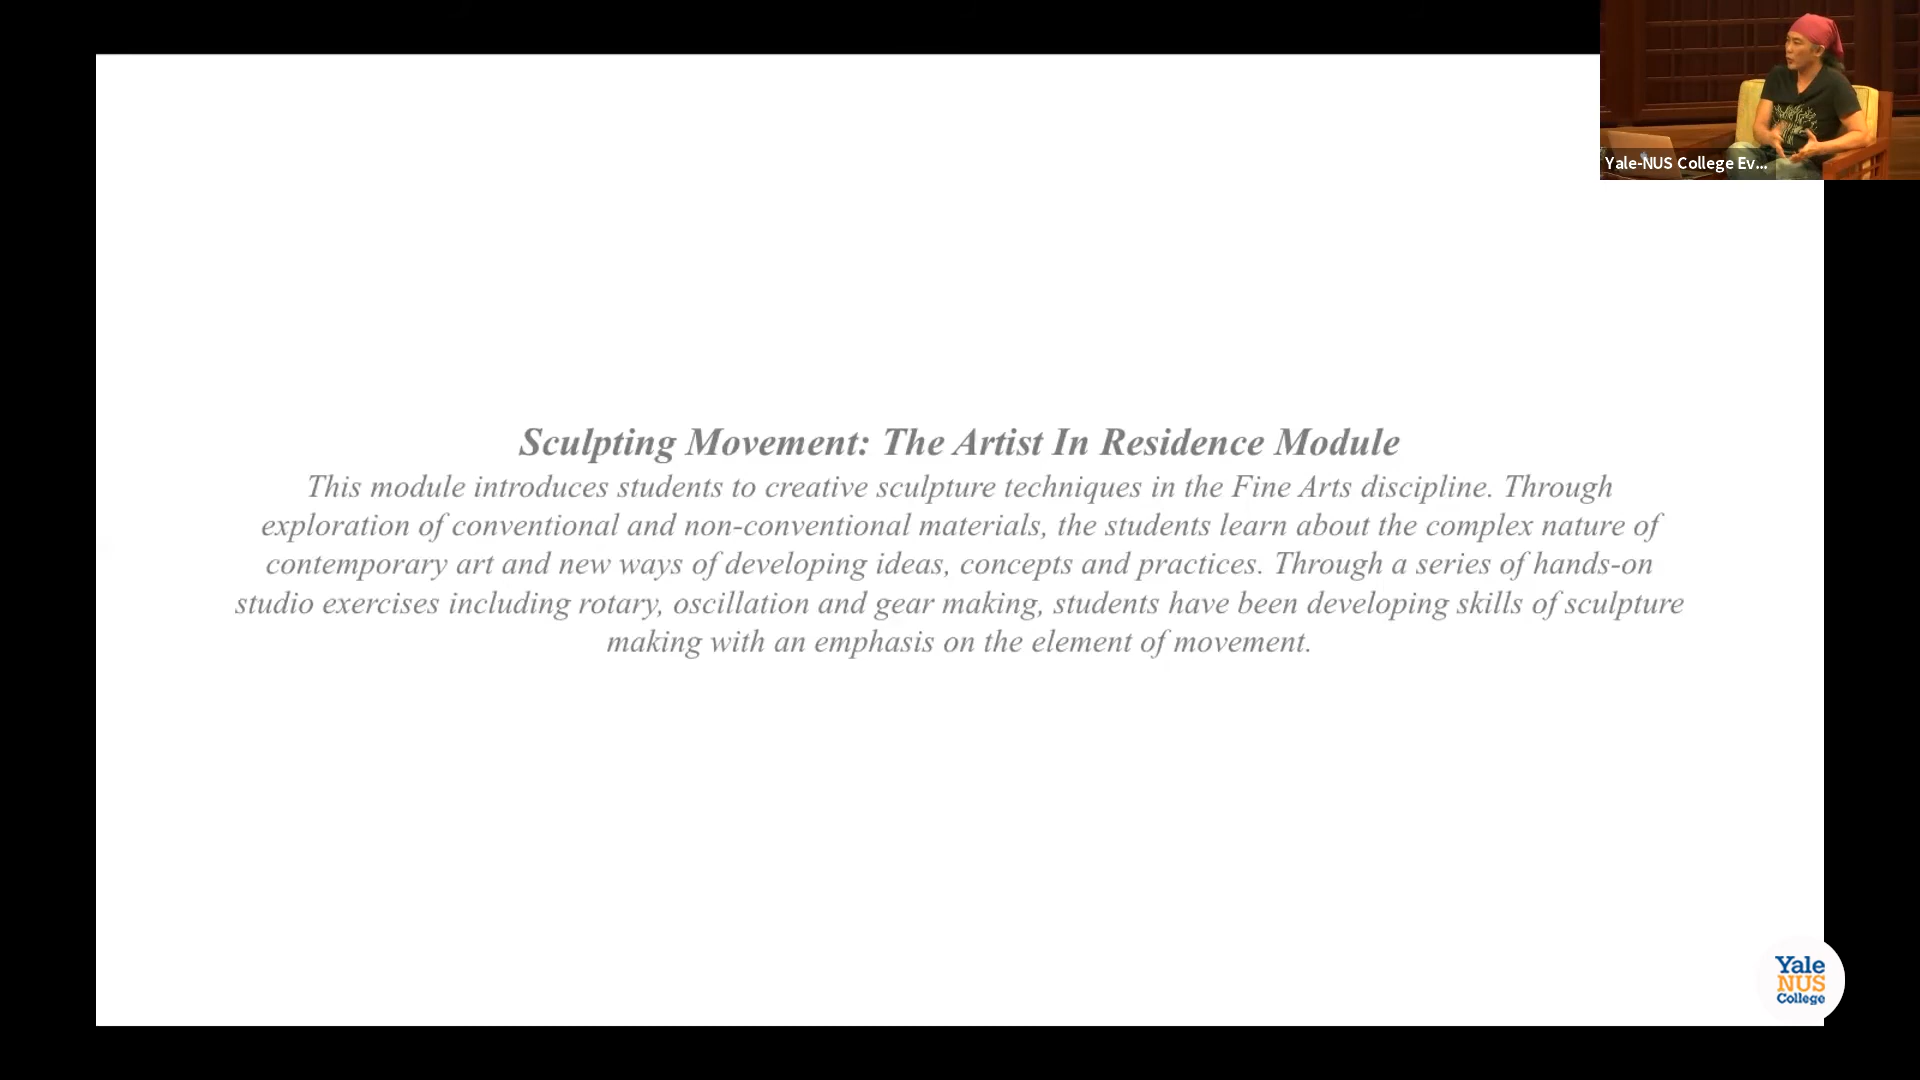 Yale-NUS College Ev...
Sculpting Movement: The Artist In Residence Module
This module introduces students to creative sculpture techniques in the Fine Arts discipline. Through
exploration of conventional and non-conventional materials, the students learn about the complex nature of
contemporary art and new ways of developing ideas, concepts and practices. Through a series of hands-on
studio exercises including rotary, oscillation and gear making, students have been developing skills of sculpture
making with an emphasis on the element of movement.
Yale
NUS
College